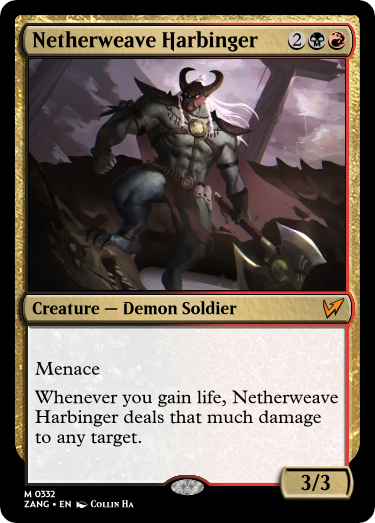 Netherweave Harbinger 2
Creature — Demon Soldier
Menace
Whenever you gain life, Netherweave
Harbinger deals that much damage
to any target.
3/3
M 0332
ZANG • EN Collin Ha